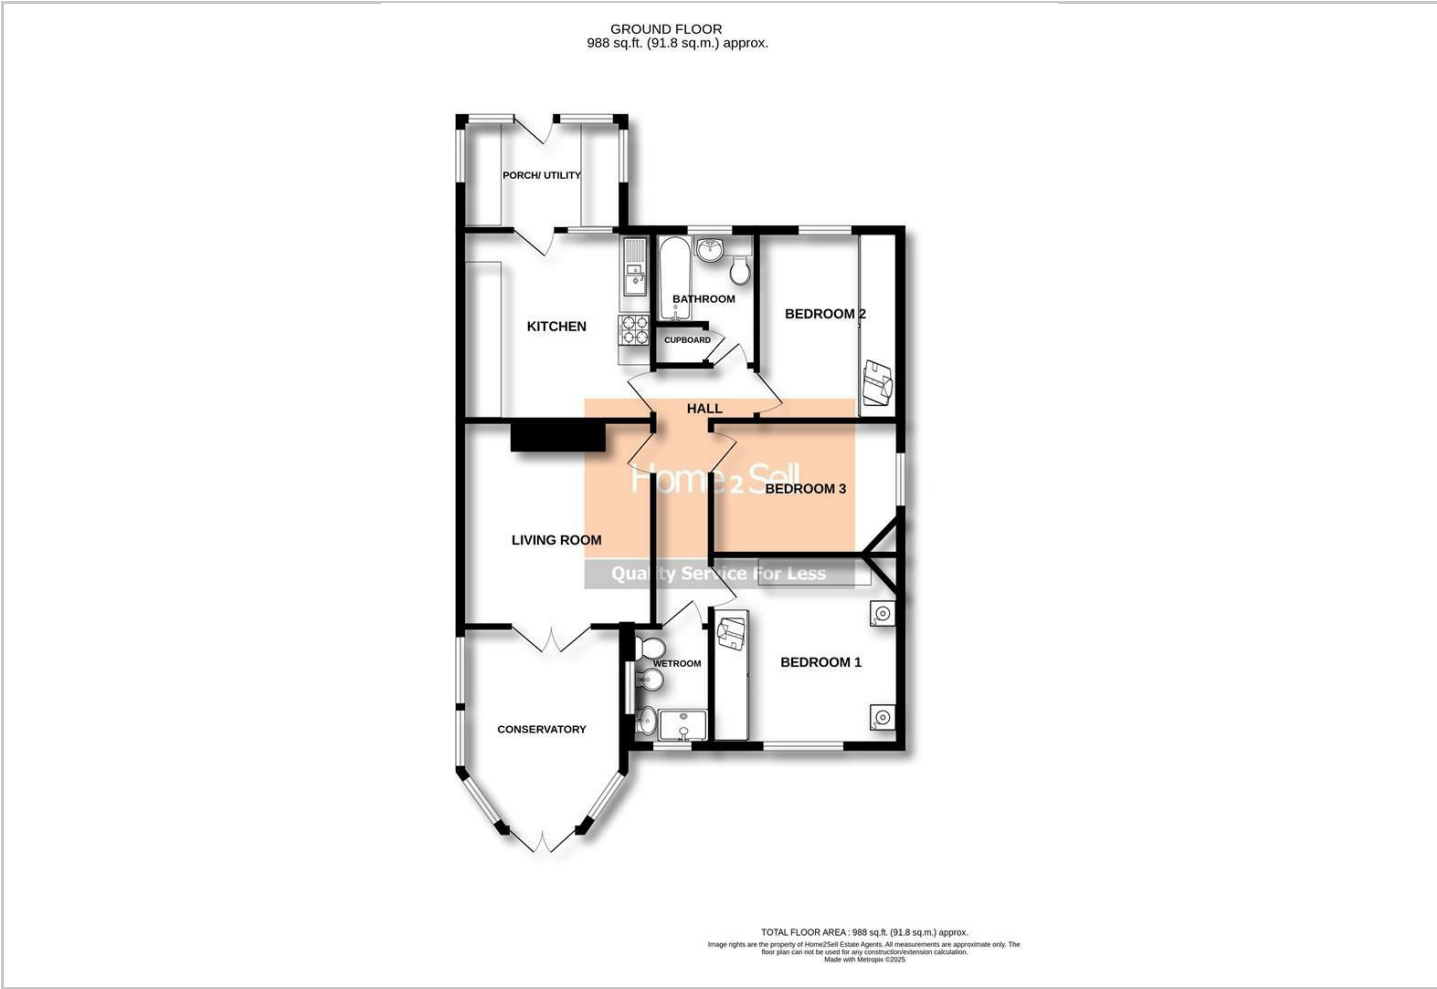 GROUND FLOOR
988 sq.ft. (91.8 sq.m.) approx.
PORCH/ UTILITY
KITCHEN
BATHROOM
CUPBOARD
BEDROOM 2
HALL
Home2Sell
BEDROOM 3
LIVING ROOM
Quality Service For Less
WETROOM
BEDROOM 1
CONSERVATORY
TOTAL FLOOR AREA : 988 sq.ft. (91.8 sq.m.) approx.
Image rights are the property of Home2Sell Estate Agents. All measurements are approximate only. The
floor plan can not be used for any construction/extension calculation.
Made with Metropix ©2025